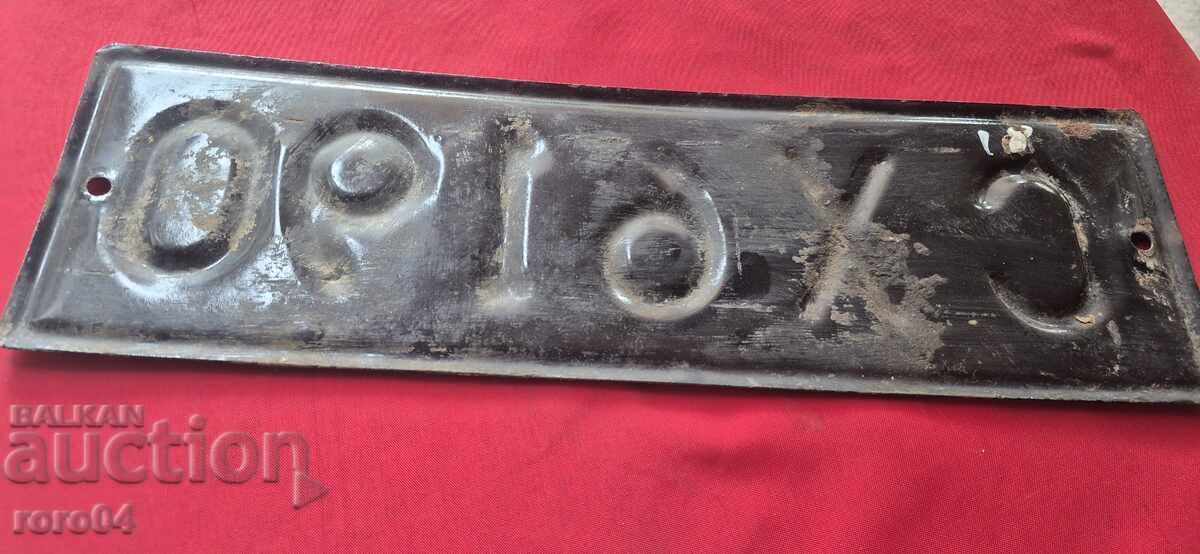 СХ 6190
BALKAN
auction
roro04